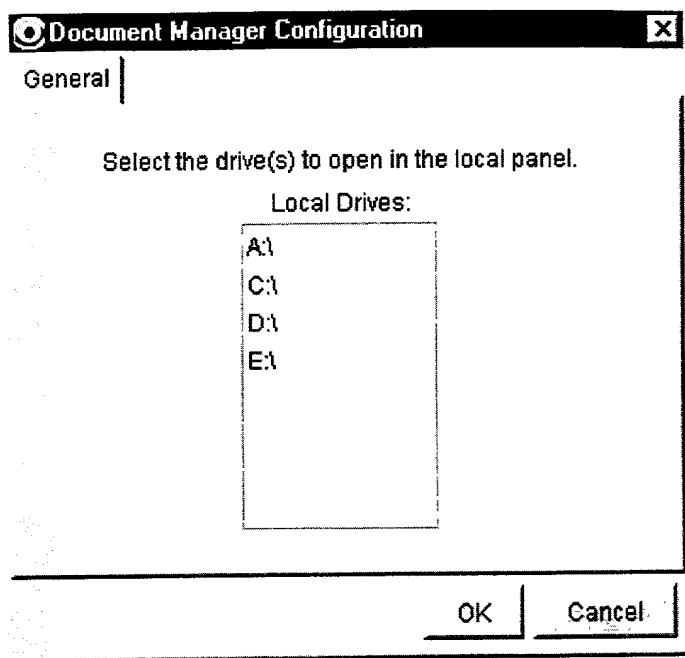 Document Manager Configuration
General
Select the drive(s) to open in the local panel.
Local Drives:
A:\
C:\
D:\
E:\
OK
Cancel